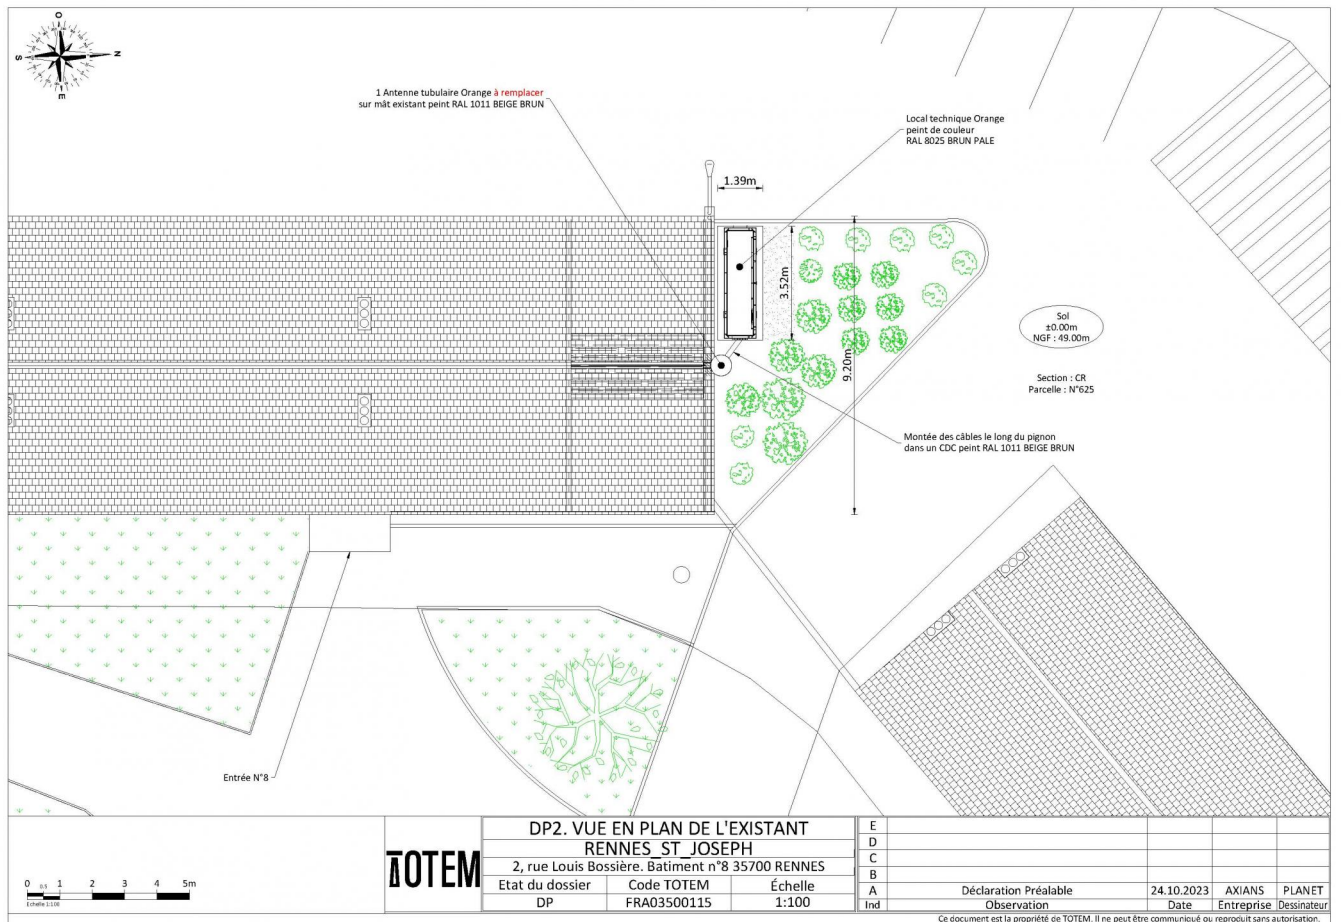 O
S
N
E
1 Antenne tubulaire Orange à remplacer
sur mât existant peint RAL 1011 BEIGE BRUN
Local technique Orange
peint de couleur
RAL 8025 BRUN PALE
1.39m
3.52m
9.20m
Sol
±0.00m
NGF : 49.00m
Section : CR
Parcelle : N°625
Montée des câbles le long du pignon
dans un CDC peint RAL 1011 BEIGE BRUN
Entrée N°8
0 0.5 1 2 3 4 5m
Echelle 1:100
TOTEM
DP2. VUE EN PLAN DE L'EXISTANT
RENNES_ST_JOSEPH
2, rue Louis Bossière. Batiment n°8 35700 RENNES
Etat du dossier Code TOTEM Échelle
DP FRA03500115 1:100
E
D
C
B
A Déclaration Préalable 24.10.2023 AXIANS PLANET
Ind Observation Date Entreprise Dessinateur
Ce document est la propriété de TOTEM. Il ne peut être communiqué ou reproduit sans autorisation.